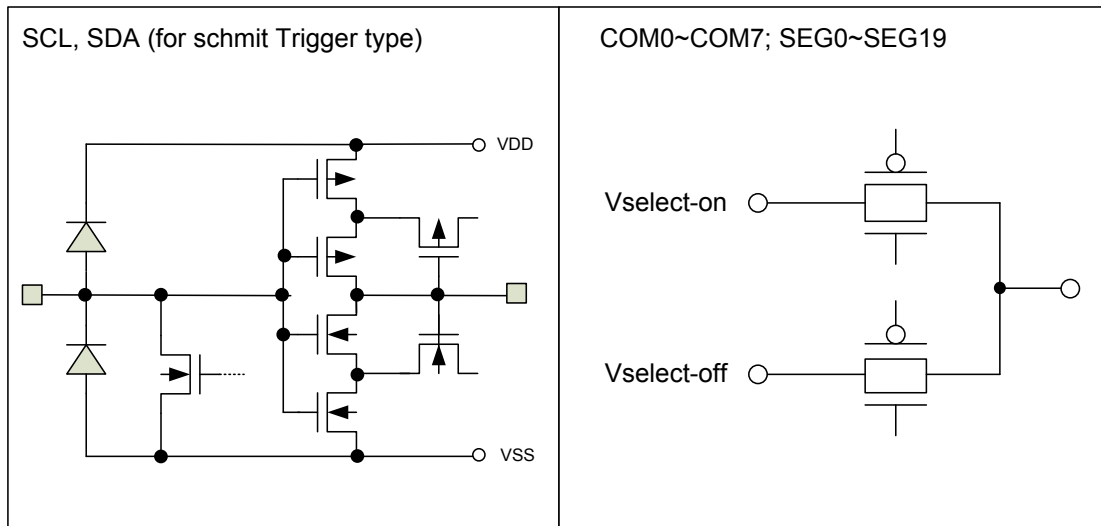 SCL, SDA (for schmit Trigger type)
VDD
VSS
COM0~COM7; SEG0~SEG19
Vselect-on
Vselect-off